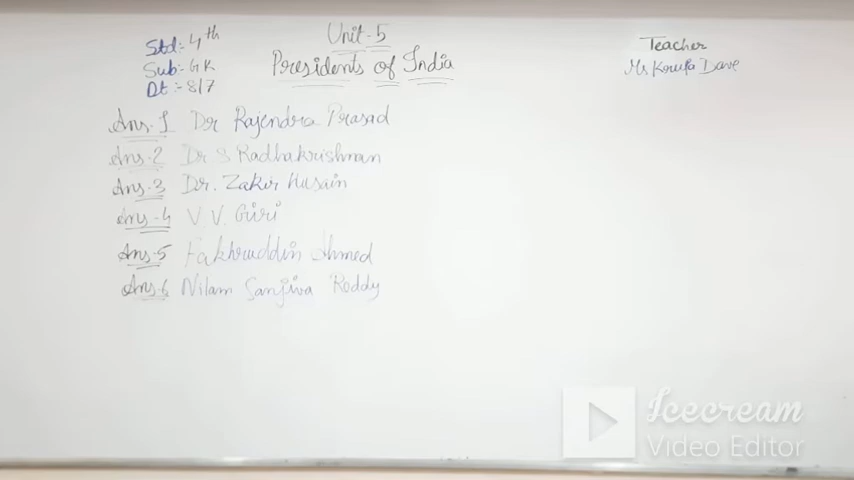 Std:- 4th
Sub:- GK
Dt :- 8/7
Unit-5
Presidents of India
Teacher
Ms Krupa Dave
Ans.1 Dr Rajendra Prasad
Ans.2 Dr S Radhakrishnan
Ans.3 Dr. Zakir Husain
Ans.4 V V. Giri
Ans.5 Fakhruddin Ahmed
Ans.6 Nilam Sanjiva Reddy
Icecream
Video Editor